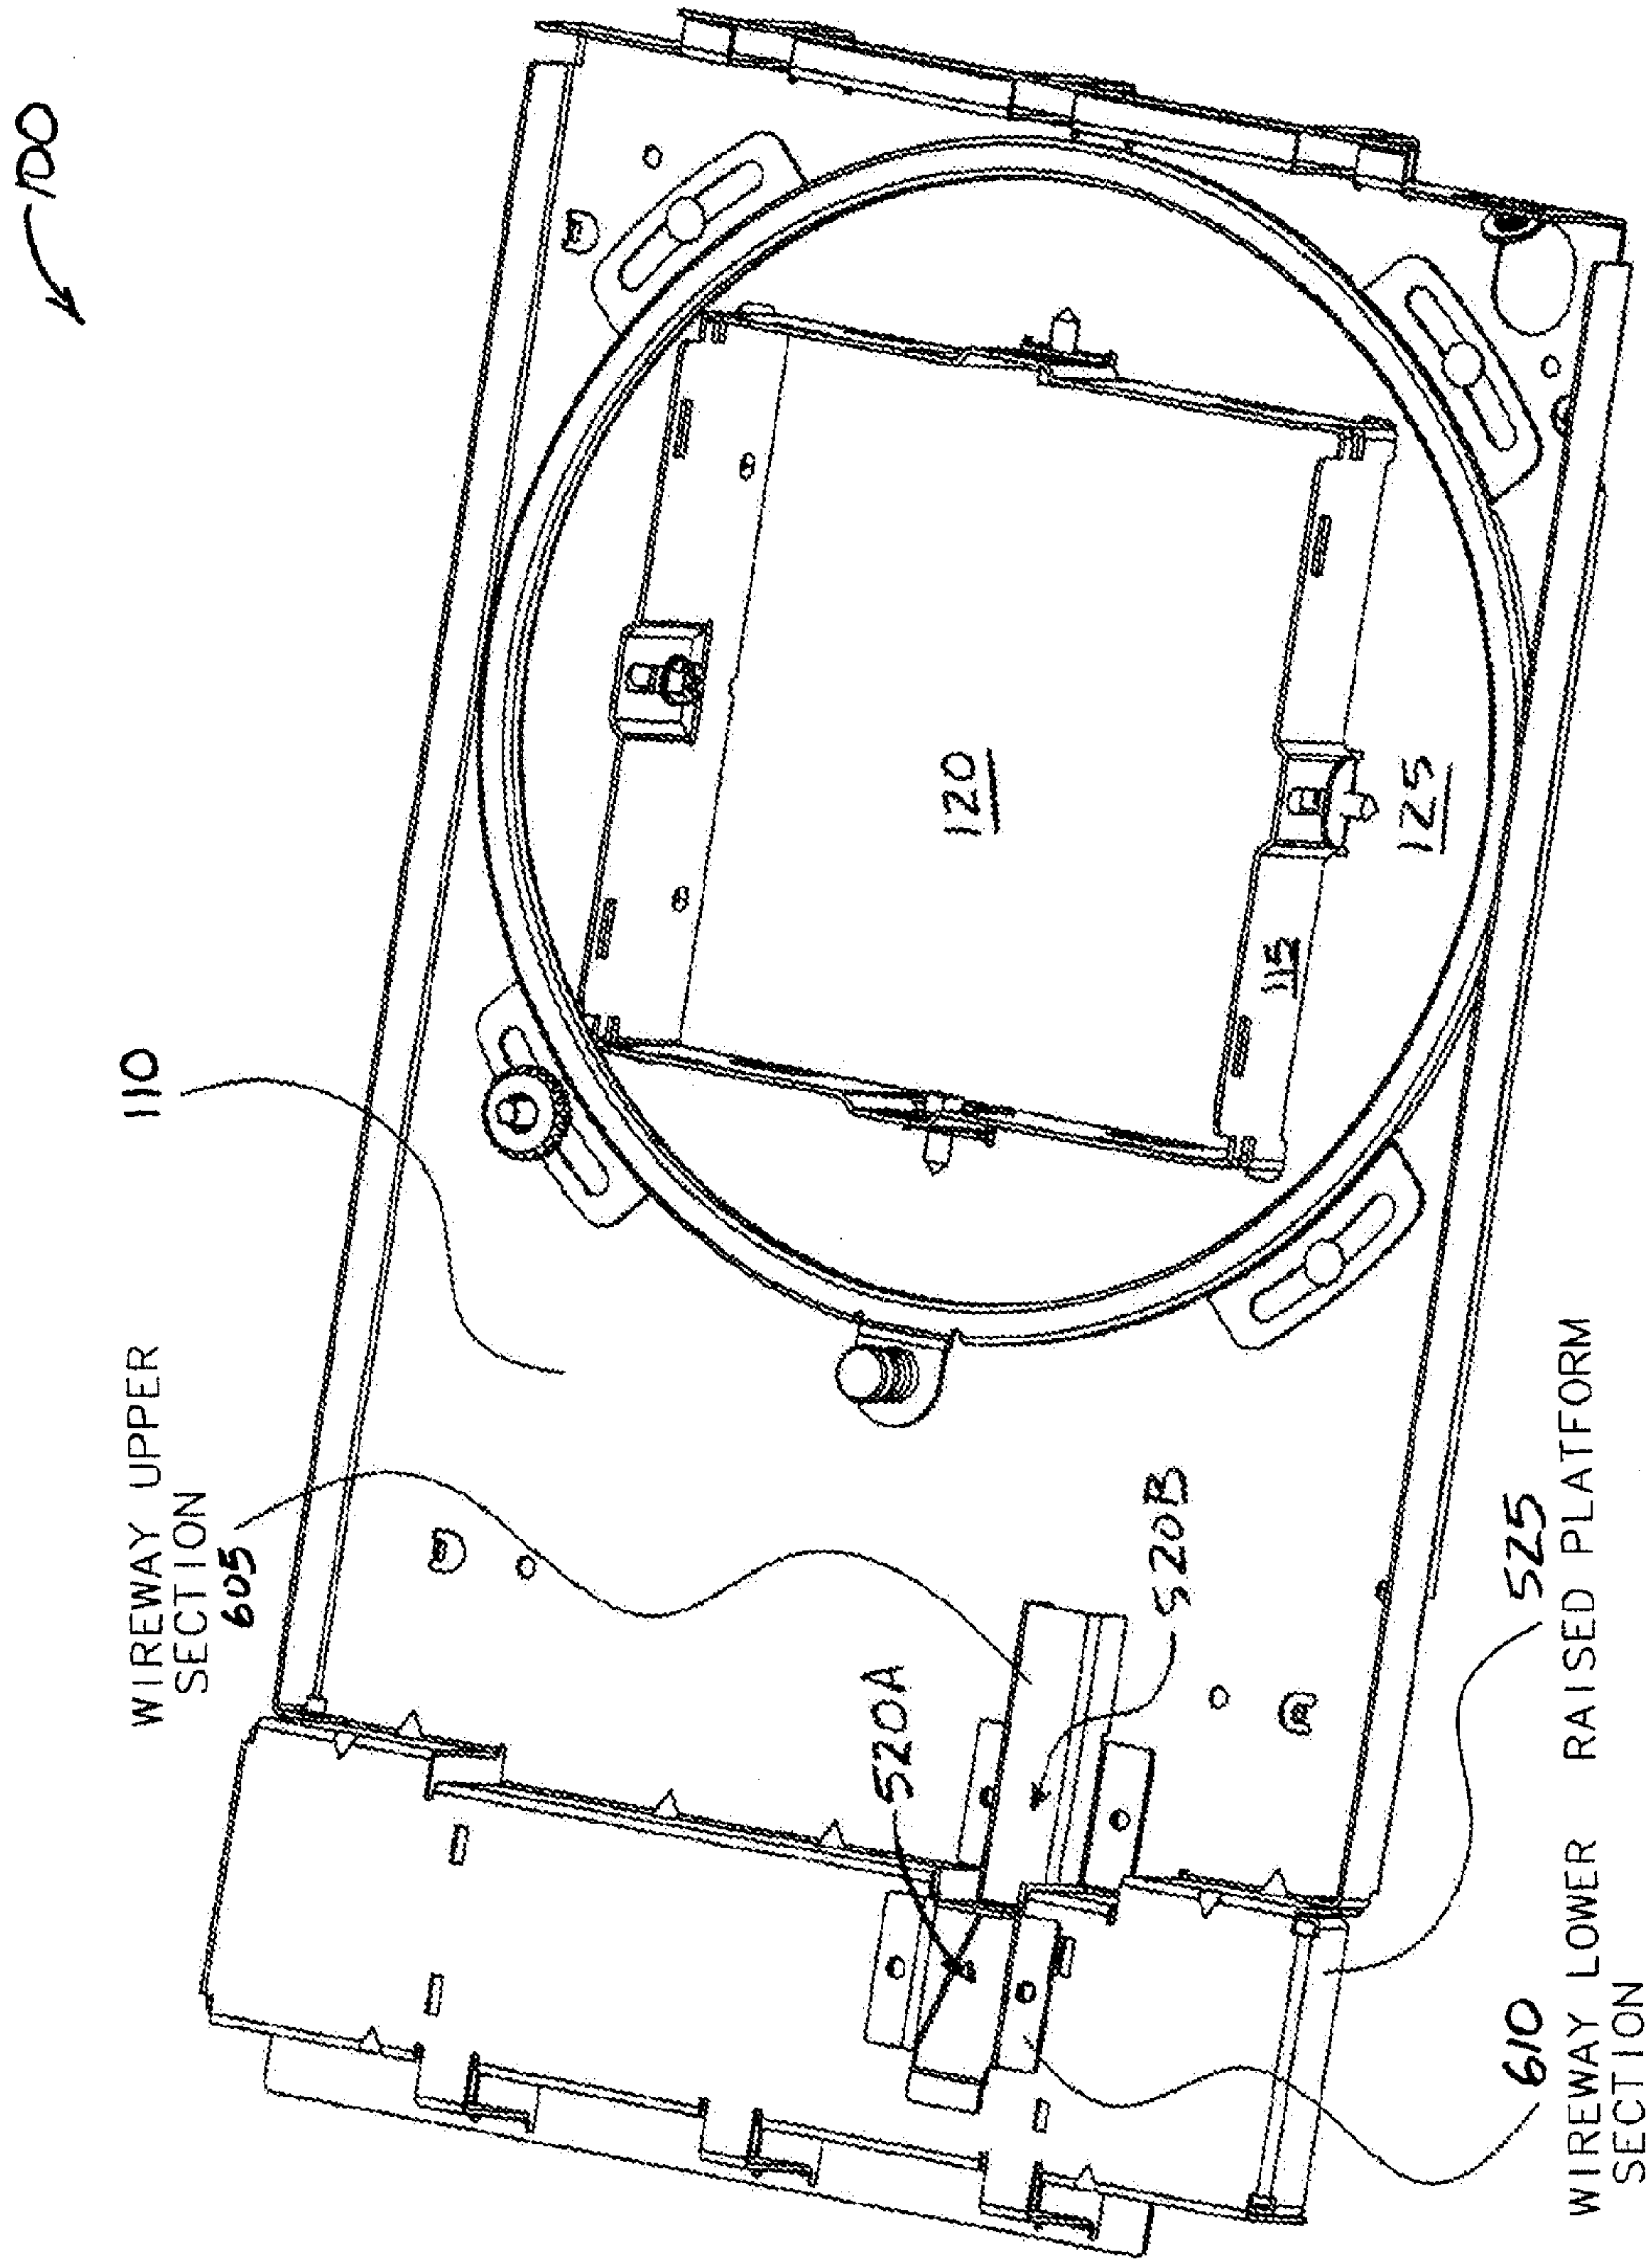 100
110
WIREWAY UPPER
SECTION
605
120
115
125
520A
520B
525
RAISED PLATFORM
610
WIREWAY LOWER
SECTION